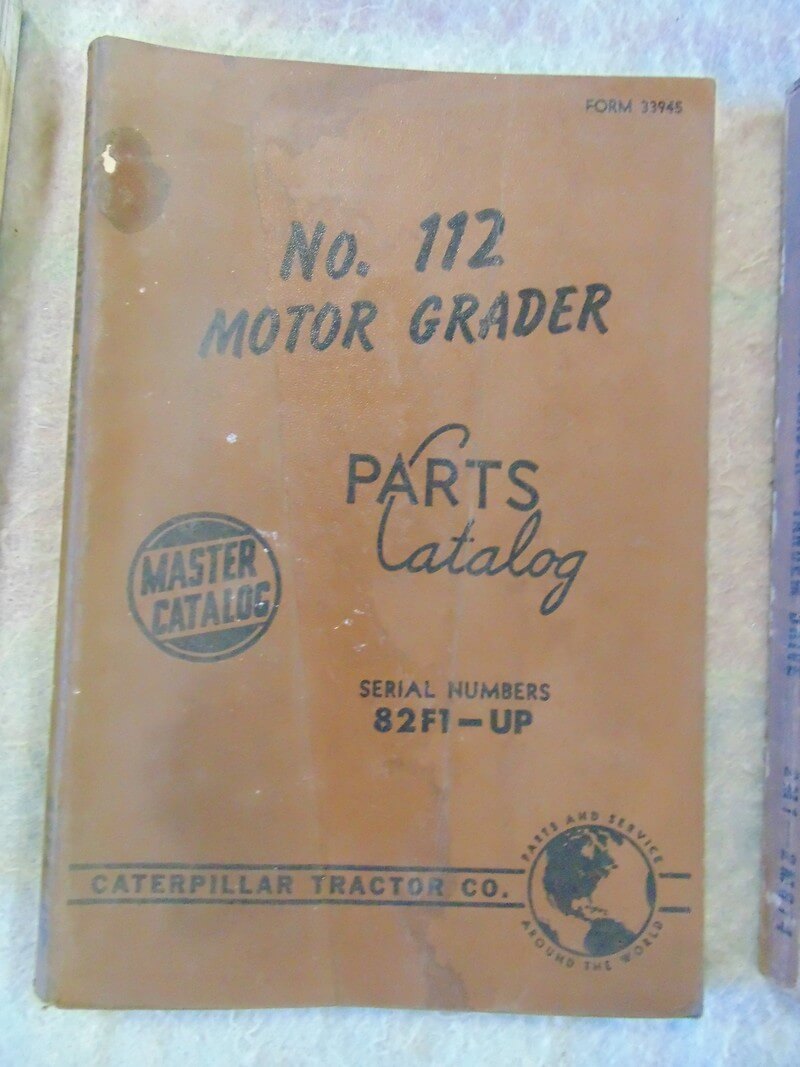 FORM 33945
No. 112
MOTOR GRADER
PARTS
Catalog
MASTER
CATALOG
SERIAL NUMBERS
82F1-UP
CATERPILLAR TRACTOR CO.
PARTS AND SERVICE
AROUND THE WORLD